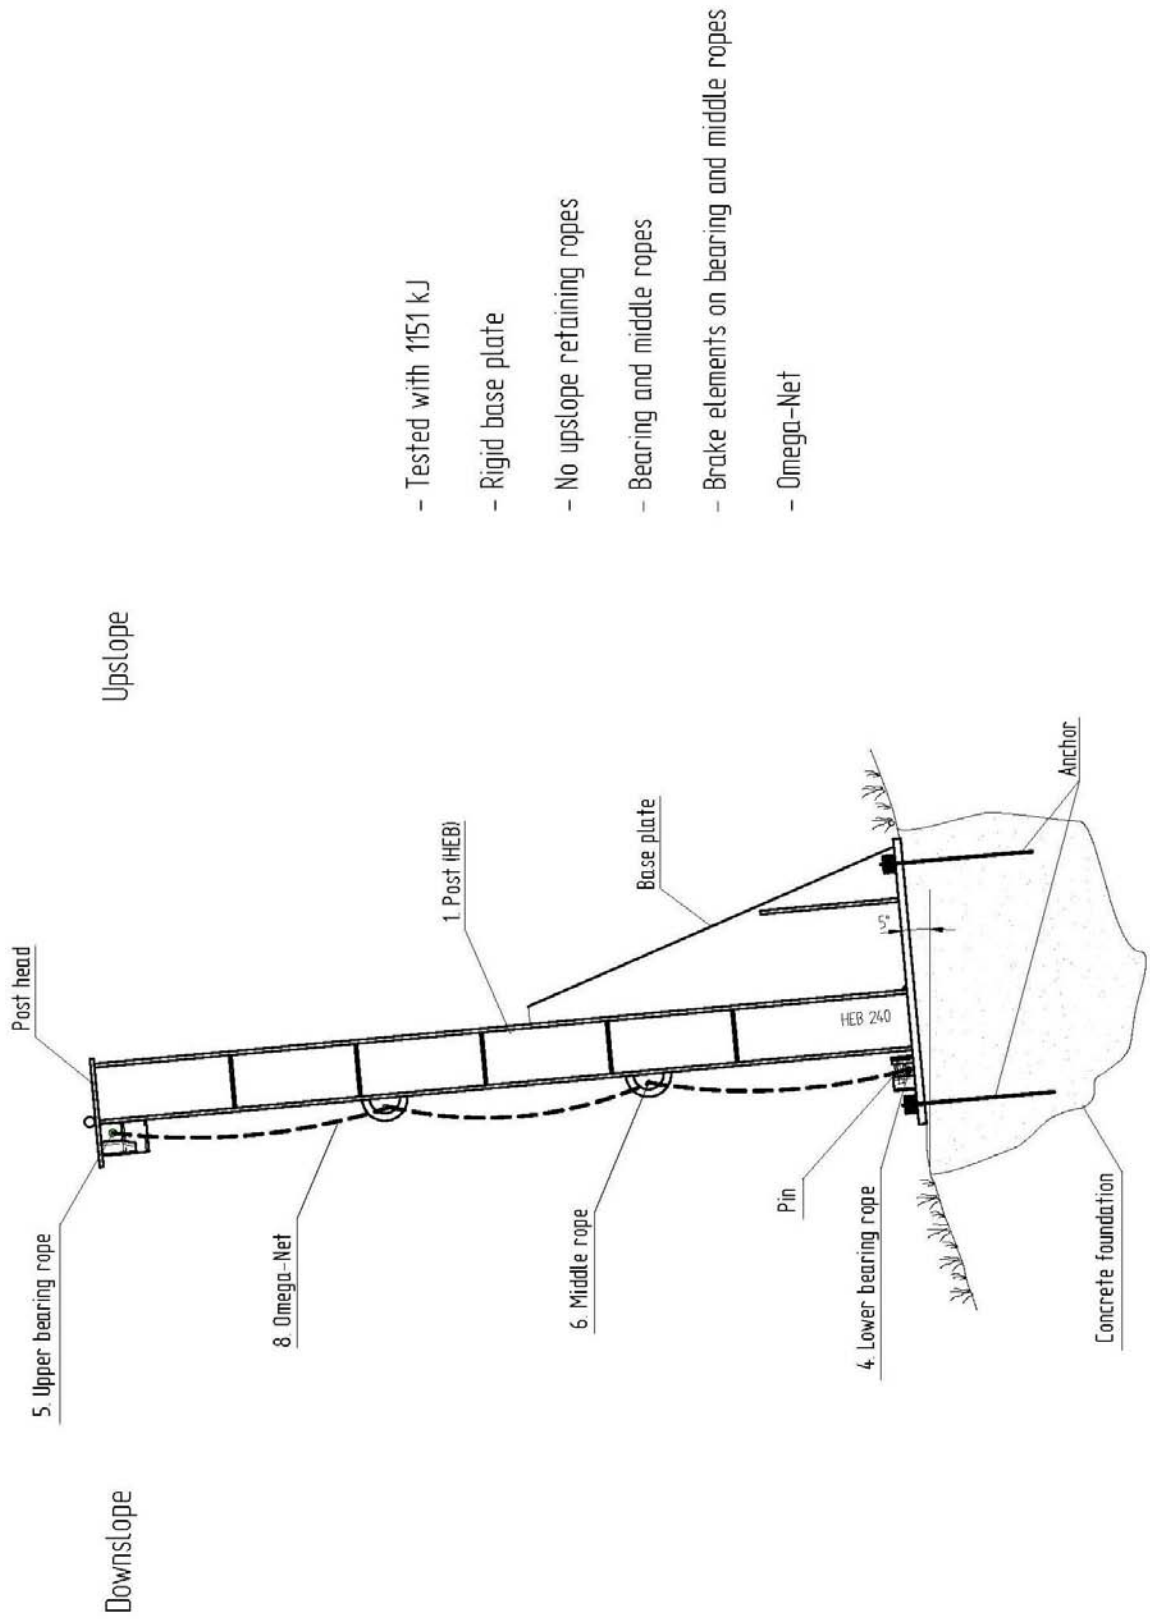 Downslope
Upslope
5. Upper bearing rope
Post head
8. Omega-Net
1. Post (HEB)
6. Middle rope
Base plate
Pin
HEB 240
5°
4. Lower bearing rope
Anchor
Concrete foundation
- Tested with 1151 kJ
- Rigid base plate
- No upslope retaining ropes
- Bearing and middle ropes
- Brake elements on bearing and middle ropes
- Omega-Net